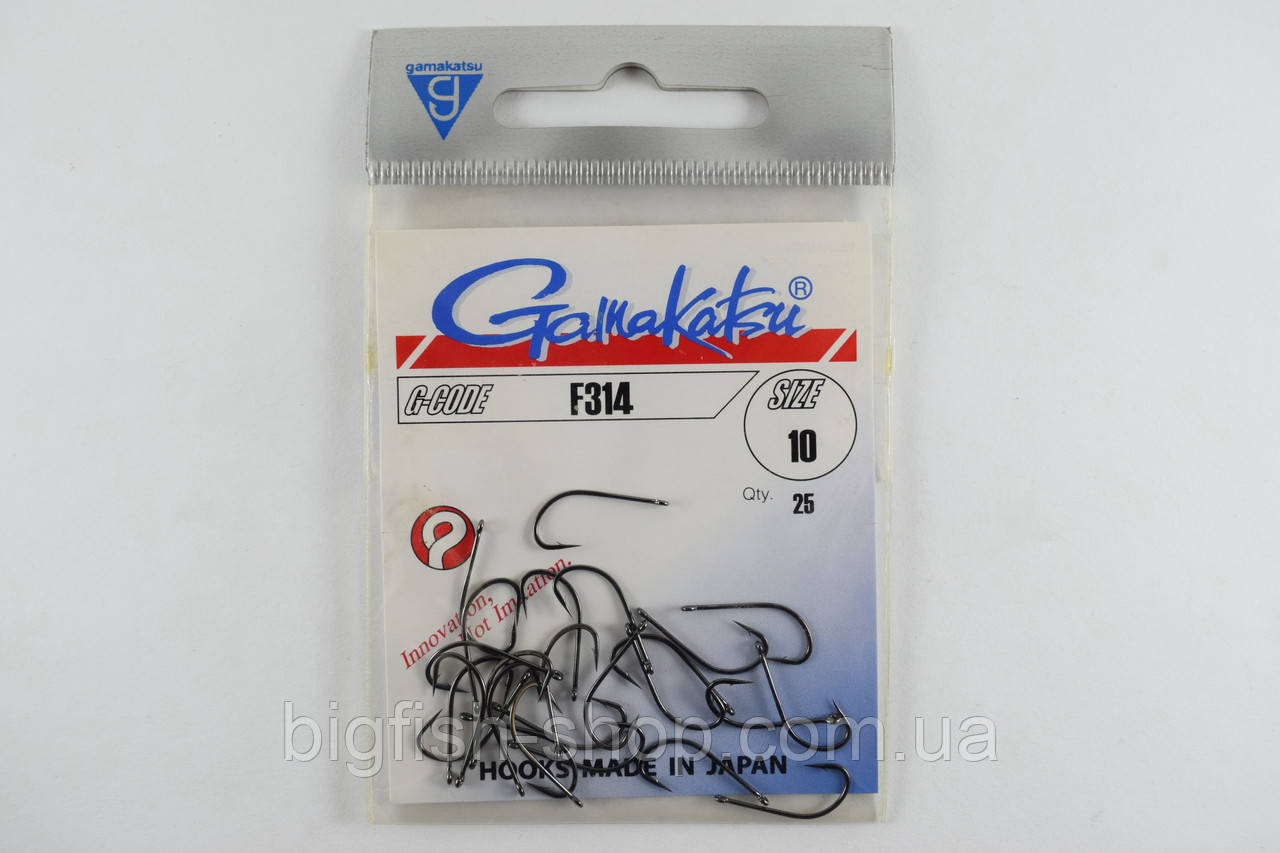 gamakatsu
g
Gamakatsu®
G-CODE F314
SIZE
10
Qty. 25
Innovation,
Not Imitation.
bigfish-shop.com.ua
HOOKS MADE IN JAPAN